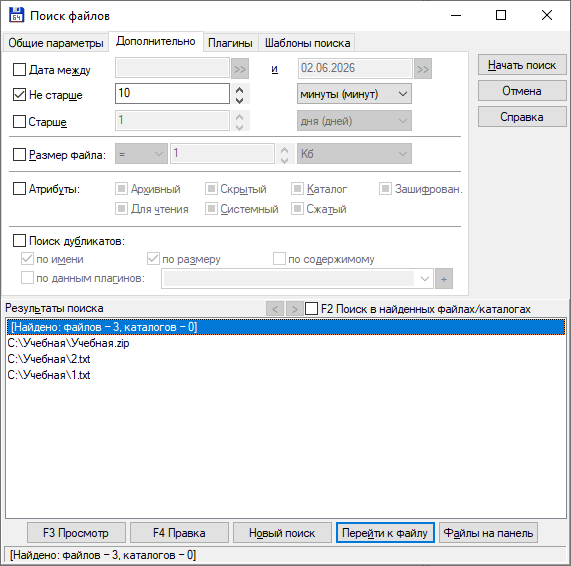 64 Поиск файлов
Общие параметры Дополнительно Плагины Шаблоны поиска
Дата между >> и 02.06.2026 >> Начать поиск
Не старше 10 минуты (минут) Отмена
Старше 1 дня (дней) Справка
Размер файла: = 1 Кб
Атрибуты: Архивный Скрытый Каталог Зашифрован.
Для чтения Системный Сжатый
Поиск дубликатов:
по имени по размеру по содержимому
по данным плагинов: +
Результаты поиска < > F2 Поиск в найденных файлах/каталогах
[Найдено: файлов – 3, каталогов – 0]
C:\Учебная\Учебная.zip
C:\Учебная\2.txt
C:\Учебная\1.txt
F3 Просмотр F4 Правка Новый поиск Перейти к файлу Файлы на панель
[Найдено: файлов – 3, каталогов – 0]